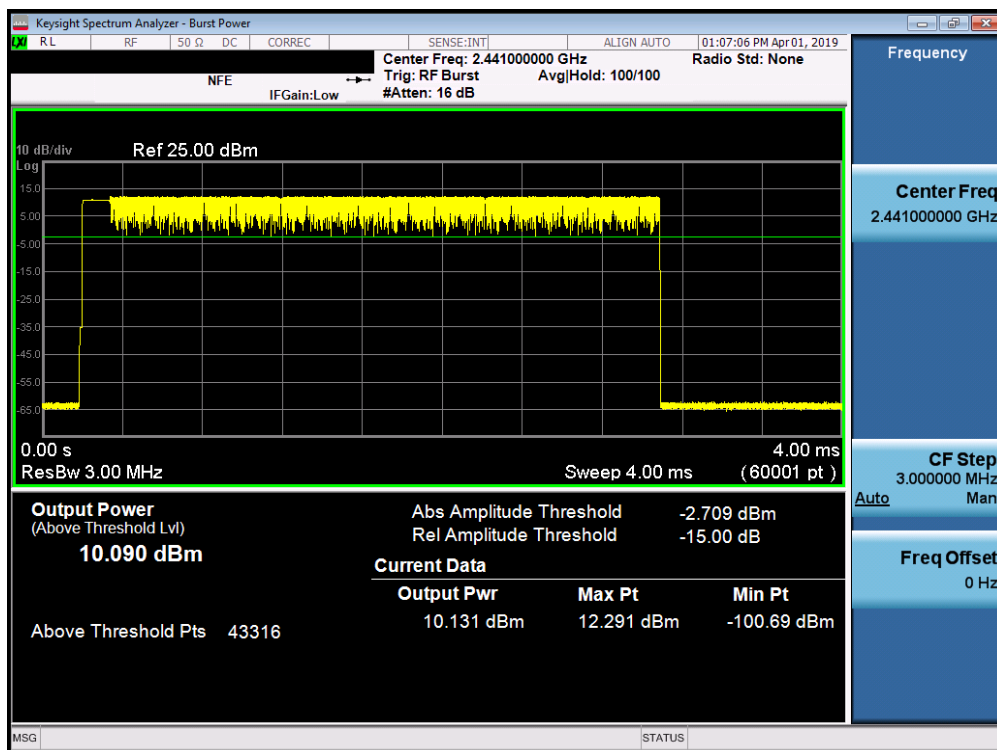 Keysight Spectrum Analyzer - Burst Power
LXI RL RF 50 Ω DC CORREC SENSE:INT ALIGN AUTO 01:07:06 PM Apr 01, 2019
NFE
IFGain:Low
Center Freq: 2.441000000 GHz Radio Std: None
Trig: RF Burst Avg|Hold: 100/100
#Atten: 16 dB
10 dB/div Ref 25.00 dBm
Log
15.0
5.00
-5.00
-15.0
-25.0
-35.0
-45.0
-55.0
-65.0
0.00 s 4.00 ms
ResBw 3.00 MHz Sweep 4.00 ms (60001 pt)
Output Power
(Above Threshold Lvl)
10.090 dBm
Above Threshold Pts 43316
Abs Amplitude Threshold -2.709 dBm
Rel Amplitude Threshold -15.00 dB
Current Data
Output Pwr Max Pt Min Pt
10.131 dBm 12.291 dBm -100.69 dBm
Frequency
Center Freq
2.441000000 GHz
CF Step
3.000000 MHz
Auto Man
Freq Offset
0 Hz
MSG STATUS